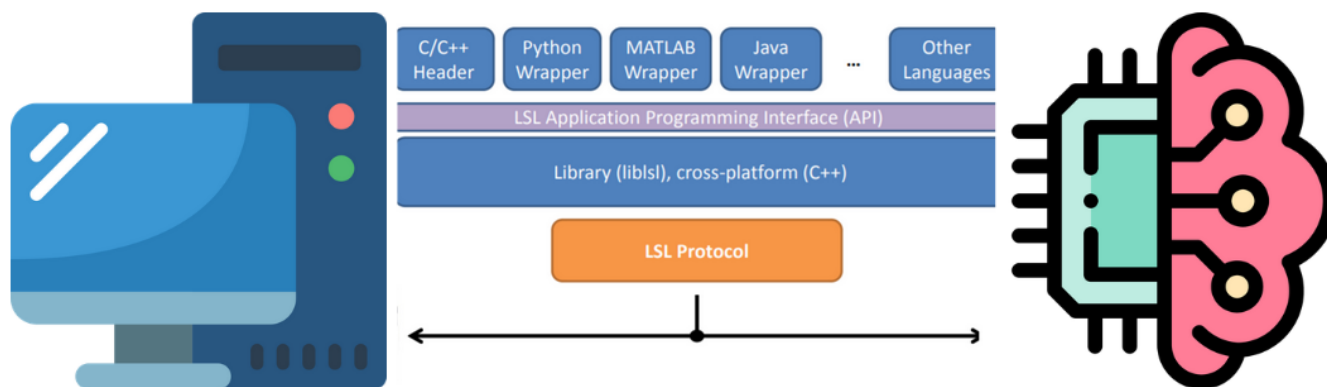 C/C++
Header
Python
Wrapper
MATLAB
Wrapper
Java
Wrapper
...
Other
Languages
LSL Application Programming Interface (API)
Library (liblsl), cross-platform (C++)
LSL Protocol